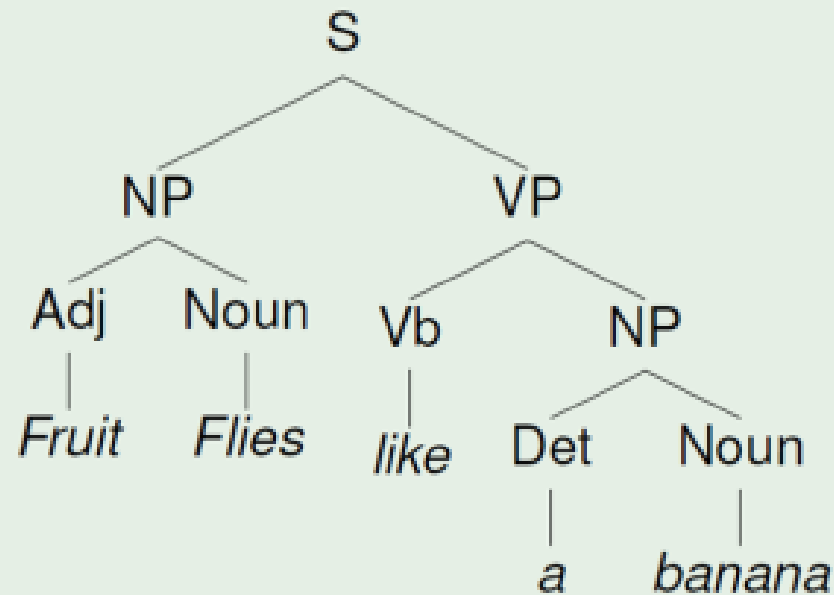 S
NP VP
Adj Noun Vb NP
Fruit Flies like Det Noun
a banana